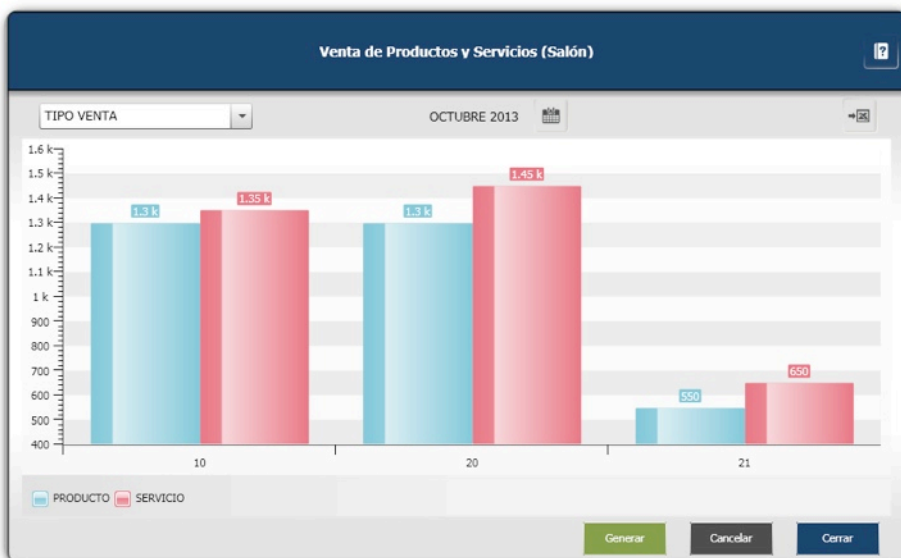 Venta de Productos y Servicios (Salón)
TIPO VENTA
OCTUBRE 2013
1.6 k
1.5 k
1.4 k
1.3 k
1.2 k
1.1 k
1 k
900
800
700
600
500
400
1.3 k
1.35 k
1.3 k
1.45 k
550
650
10
20
21
PRODUCTO SERVICIO
Generar Cancelar Cerrar